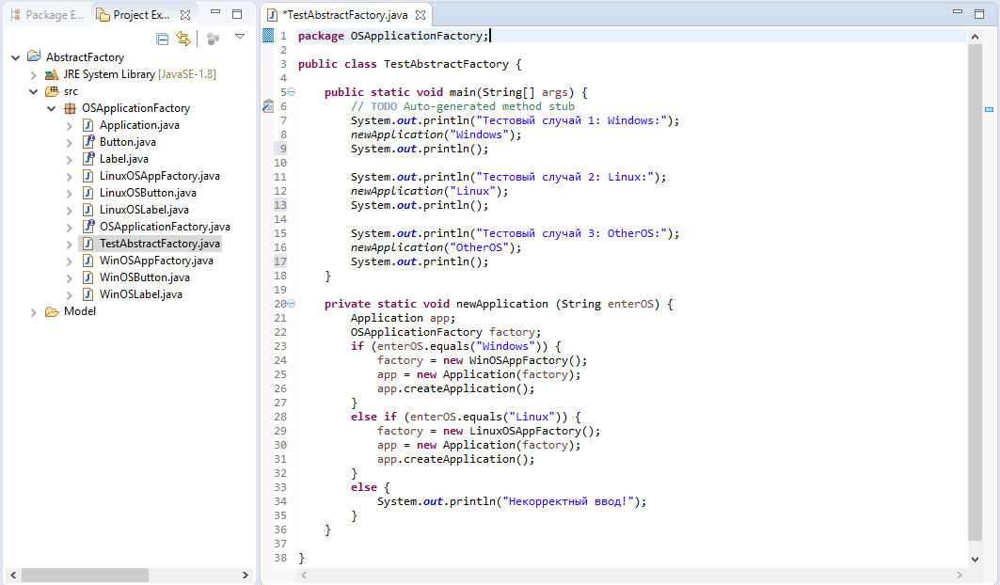 Package E...
Project Ex...
AbstractFactory
JRE System Library [JavaSE-1.8]
src
OSApplicationFactory
Application.java
Button.java
Label.java
LinuxOSAppFactory.java
LinuxOSButton.java
LinuxOSLabel.java
OSApplicationFactory.java
TestAbstractFactory.java
WinOSAppFactory.java
WinOSButton.java
WinOSLabel.java
Model
*TestAbstractFactory.java
1 package OSApplicationFactory;
2
3 public class TestAbstractFactory {
4
5 public static void main(String[] args) {
6 // TODO Auto-generated method stub
7 System.out.println("Тестовый случай 1: Windows:");
8 newApplication("Windows");
9 System.out.println();
10
11 System.out.println("Тестовый случай 2: Linux:");
12 newApplication("Linux");
13 System.out.println();
14
15 System.out.println("Тестовый случай 3: OtherOS:");
16 newApplication("OtherOS");
17 System.out.println();
18 }
19
20 private static void newApplication (String enterOS) {
21 Application app;
22 OSApplicationFactory factory;
23 if (enterOS.equals("Windows")) {
24 factory = new WinOSAppFactory();
25 app = new Application(factory);
26 app.createApplication();
27 }
28 else if (enterOS.equals("Linux")) {
29 factory = new LinuxOSAppFactory();
30 app = new Application(factory);
31 app.createApplication();
32 }
33 else {
34 System.out.println("Некорректный ввод!");
35 }
36 }
37
38 }